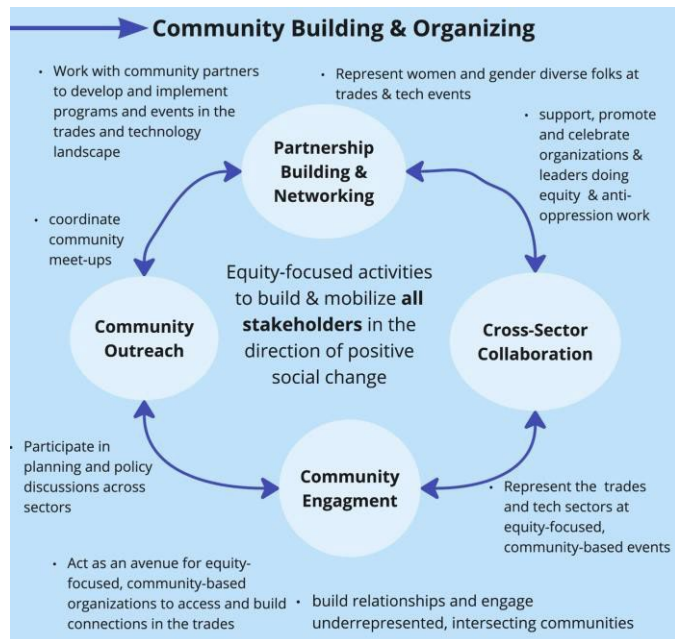 Community Building & Organizing
· Work with community partners
to develop and implement
programs and events in the
trades and technology
landscape
· Represent women and gender diverse folks at
trades & tech events
· support, promote
and celebrate
organizations &
leaders doing
equity & anti-
oppression work
Partnership
Building &
Networking
· coordinate
community
meet-ups
Equity-focused activities
to build & mobilize all
stakeholders in the
direction of positive
social change
Community
Outreach
Cross-Sector
Collaboration
· Participate in
planning and policy
discussions across
sectors
Community
Engagment
· Represent the trades
and tech sectors at
equity-focused,
community-based events
· Act as an avenue for equity-
focused, community-based
organizations to access and build
connections in the trades
· build relationships and engage
underrepresented, intersecting communities